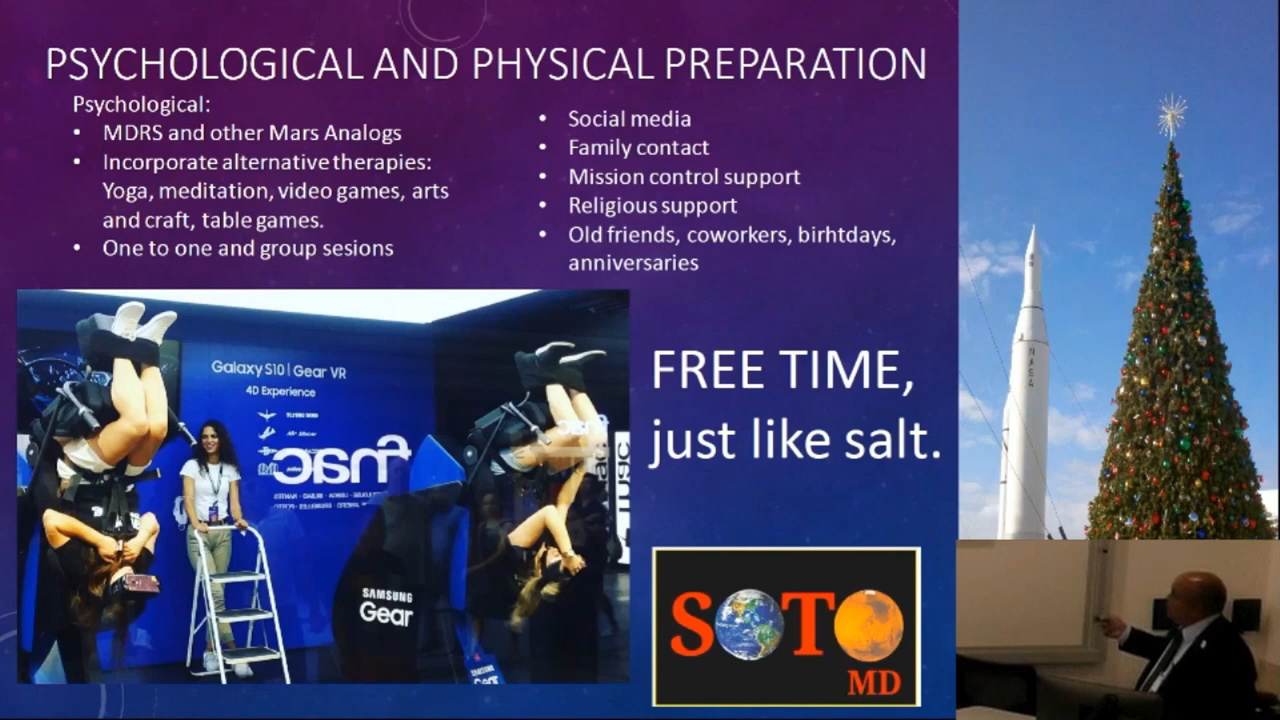 PSYCHOLOGICAL AND PHYSICAL PREPARATION
Psychological:
• MDRS and other Mars Analogs
• Incorporate alternative therapies:
Yoga, meditation, video games, arts
and craft, table games.
• One to one and group sesions
• Social media
• Family contact
• Mission control support
• Religious support
• Old friends, coworkers, birhtdays,
anniversaries
Galaxy S10 | Gear VR
4D Experience
fnac
SAMSUNG
Gear
SAMSUNG
Gear
FREE TIME,
just like salt.
SOTO
MD
NASA